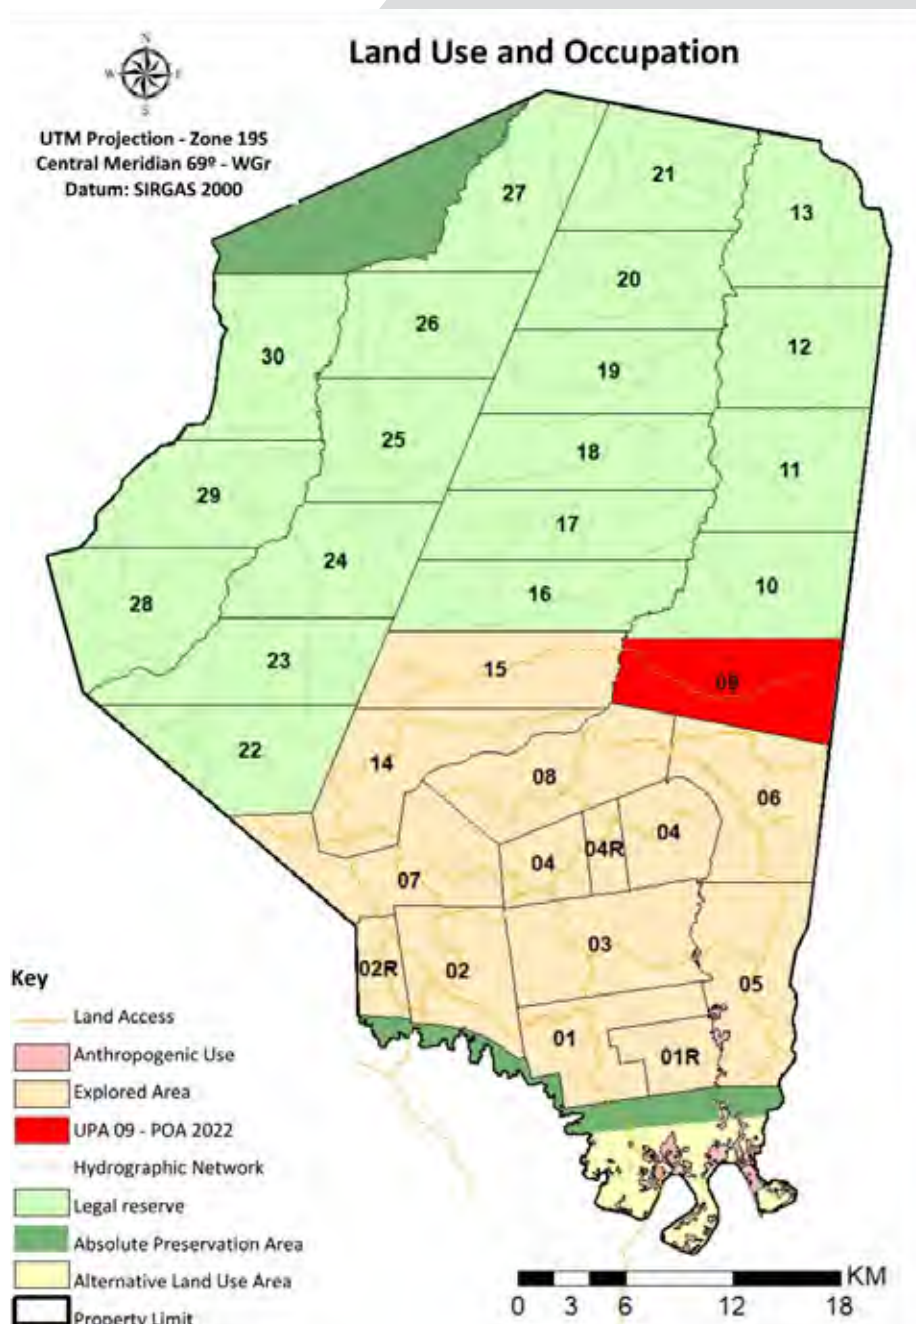 Land Use and Occupation
N
W E
S
UTM Projection - Zone 19S
Central Meridian 69º - WGr
Datum: SIRGAS 2000
27
21
13
20
26
30
12
19
25
18
11
29
17
24
16
10
28
23
15
09
22
14
08
06
04
04R
04
07
03
02R
02
05
01
01R
Key
Land Access
Anthropogenic Use
Explored Area
UPA 09 - POA 2022
Hydrographic Network
Legal reserve
Absolute Preservation Area
Alternative Land Use Area
Property Limit
KM
0 3 6 12 18